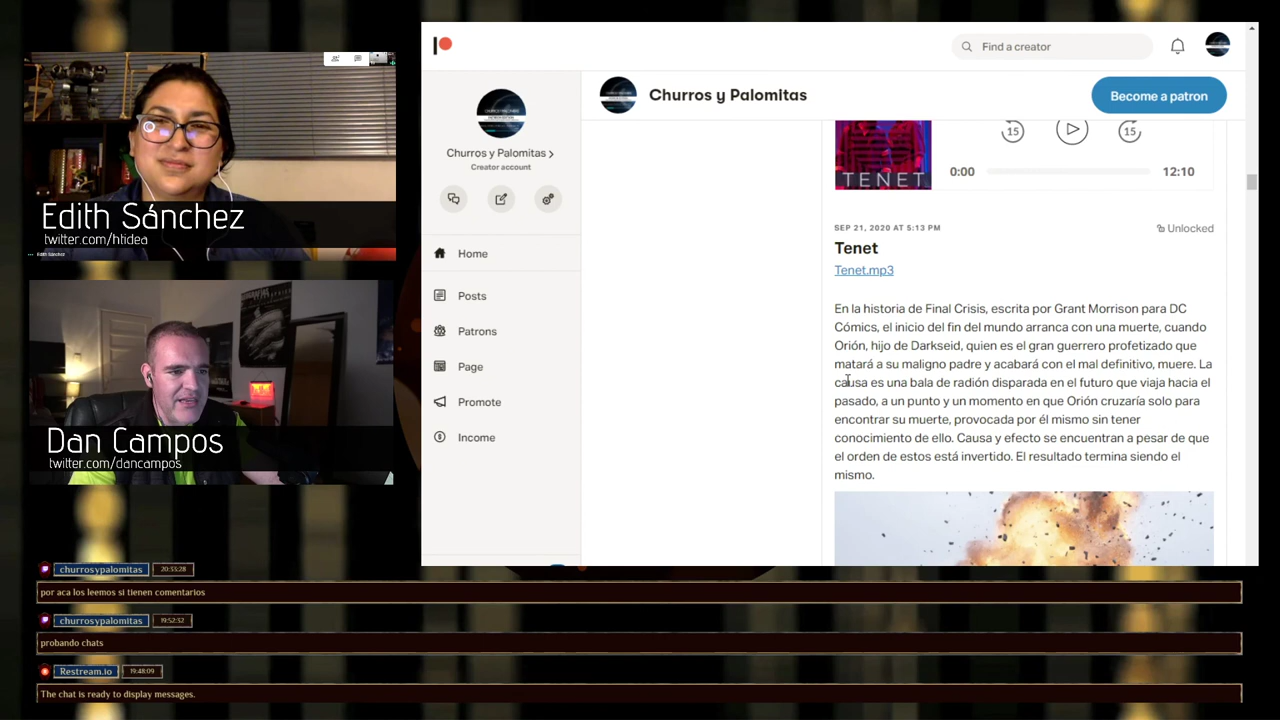 Edith Sánchez
twitter.com/htidea
Edith Sánchez
Dan Campos
twitter.com/dancampos
Find a creator
Churros y Palomitas
Become a patron
Churros y Palomitas
Creator account
Home
Posts
Patrons
Page
Promote
Income
TENET
15
15
0:00
12:10
SEP 21, 2020 AT 5:13 PM
Unlocked
Tenet
Tenet.mp3
En la historia de Final Crisis, escrita por Grant Morrison para DC
Cómics, el inicio del fin del mundo arranca con una muerte, cuando
Orión, hijo de Darkseid, quien es el gran guerrero profetizado que
matará a su maligno padre y acabará con el mal definitivo, muere. La
causa es una bala de radión disparada en el futuro que viaja hacia el
pasado, a un punto y un momento en que Orión cruzaría solo para
encontrar su muerte, provocada por él mismo sin tener
conocimiento de ello. Causa y efecto se encuentran a pesar de que
el orden de estos está invertido. El resultado termina siendo el
mismo.
churrosypalomitas
20:33:28
por aca los leemos si tienen comentarios
churrosypalomitas
19:52:32
probando chats
Restream.io
19:48:09
The chat is ready to display messages.